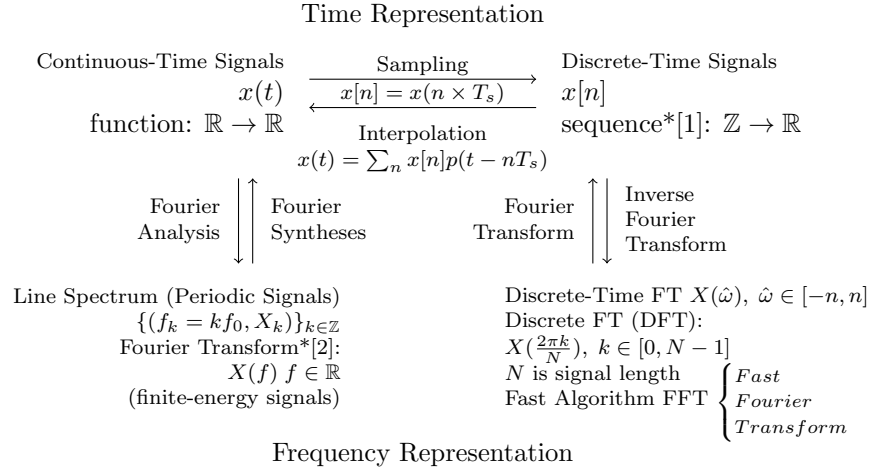 Time Representation
Continuous-Time Signals
x(t)
function: ℝ → ℝ
Sampling
x[n] = x(n × T_s)
Interpolation
x(t) = ∑_n x[n]p(t − nT_s)
Discrete-Time Signals
x[n]
sequence*[1]: ℤ → ℝ
Fourier
Analysis
Fourier
Syntheses
Fourier
Transform
Inverse
Fourier
Transform
Line Spectrum (Periodic Signals)
{(f_k = kf_0, X_k)}_{k∈ℤ}
Fourier Transform*[2]:
X(f) f ∈ ℝ
(finite-energy signals)
Discrete-Time FT X(ω̂), ω̂ ∈ [−n, n]
Discrete FT (DFT):
X(2πk/N), k ∈ [0, N − 1]
N is signal length
Fast Algorithm FFT
Fast
Fourier
Transform
Frequency Representation